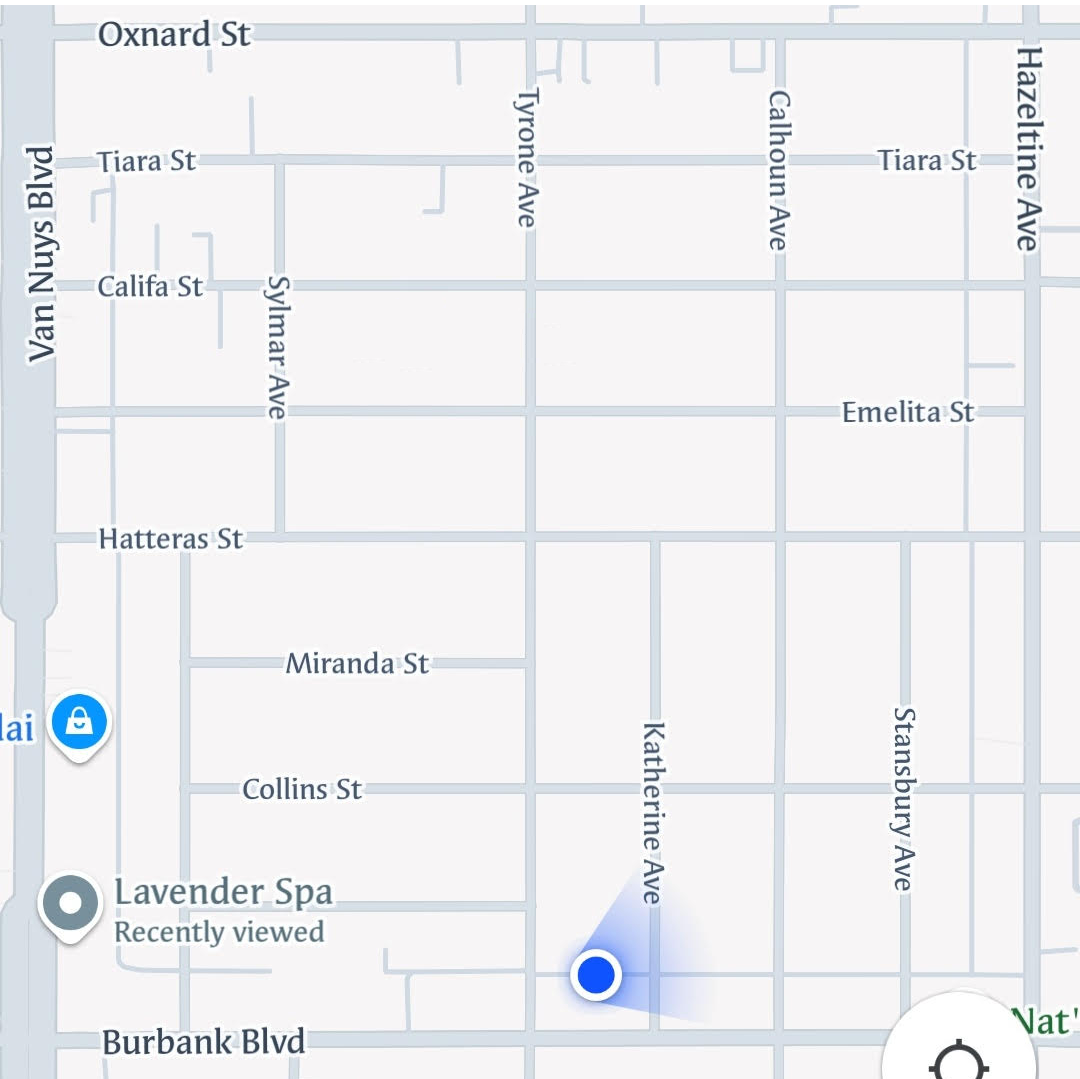 Oxnard St
Hazeltine Ave
Tyrone Ave
Calhoun Ave
Van Nuys Blvd
Tiara St
Tiara St
Califa St
Sylmar Ave
Emelita St
Hatteras St
Miranda St
lai
Katherine Ave
Stansbury Ave
Collins St
Lavender Spa
Recently viewed
Nat'
Burbank Blvd